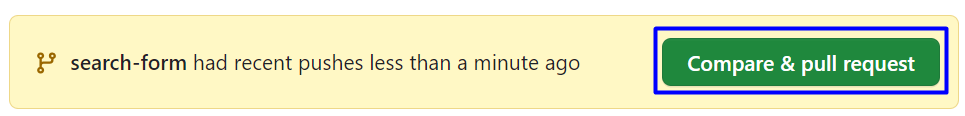 search-form had recent pushes less than a minute ago Compare & pull request